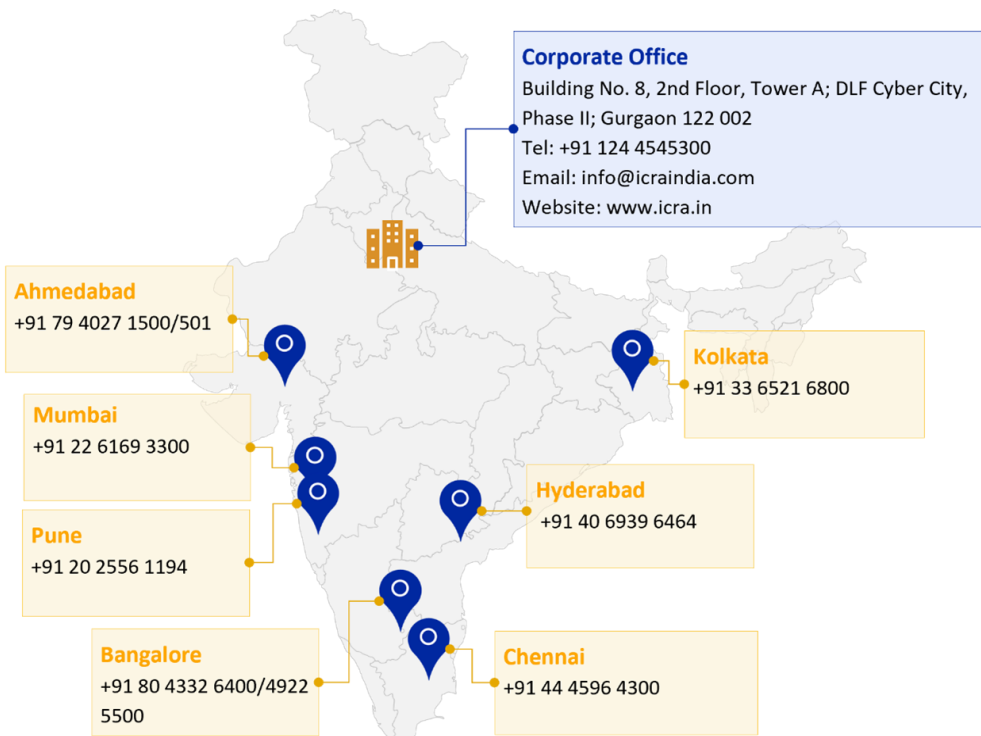 Corporate Office
Building No. 8, 2nd Floor, Tower A; DLF Cyber City,
Phase II; Gurgaon 122 002
Tel: +91 124 4545300
Email: info@icraindia.com
Website: www.icra.in
Ahmedabad
+91 79 4027 1500/501
Kolkata
+91 33 6521 6800
Mumbai
+91 22 6169 3300
Hyderabad
+91 40 6939 6464
Pune
+91 20 2556 1194
Bangalore
+91 80 4332 6400/4922
5500
Chennai
+91 44 4596 4300